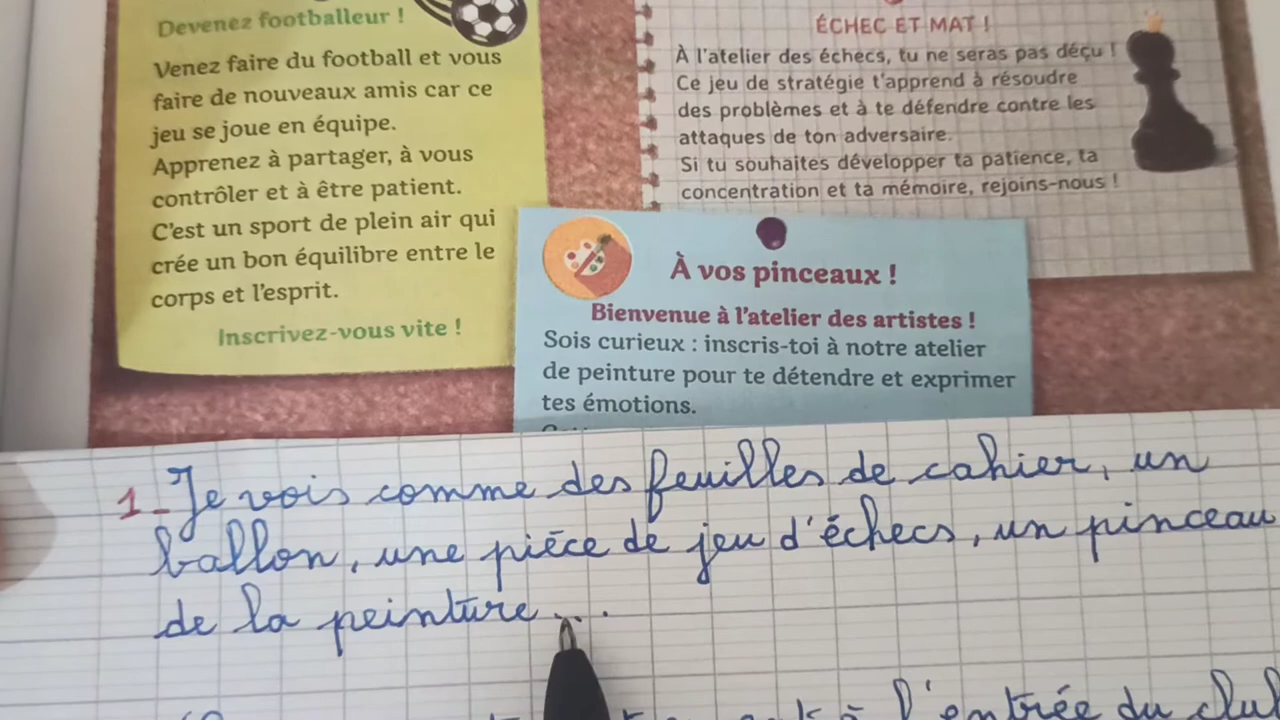 Devenez footballeur !
Venez faire du football et vous
faire de nouveaux amis car ce
jeu se joue en équipe.
Apprenez à partager, à vous
contrôler et à être patient.
C'est un sport de plein air qui
crée un bon équilibre entre le
corps et l'esprit.
Inscrivez-vous vite !
ÉCHEC ET MAT !
À l'atelier des échecs, tu ne seras pas déçu !
Ce jeu de stratégie t'apprend à résoudre
des problèmes et à te défendre contre les
attaques de ton adversaire.
Si tu souhaites développer ta patience, ta
concentration et ta mémoire, rejoins-nous !
À vos pinceaux !
Bienvenue à l'atelier des artistes !
Sois curieux : inscris-toi à notre atelier
de peinture pour te détendre et exprimer
tes émotions.
1_ Je vois comme des feuilles de cahier, un
ballon, une pièce de jeu d'échecs, un pinceau
de la peinture...
à l'entrée du